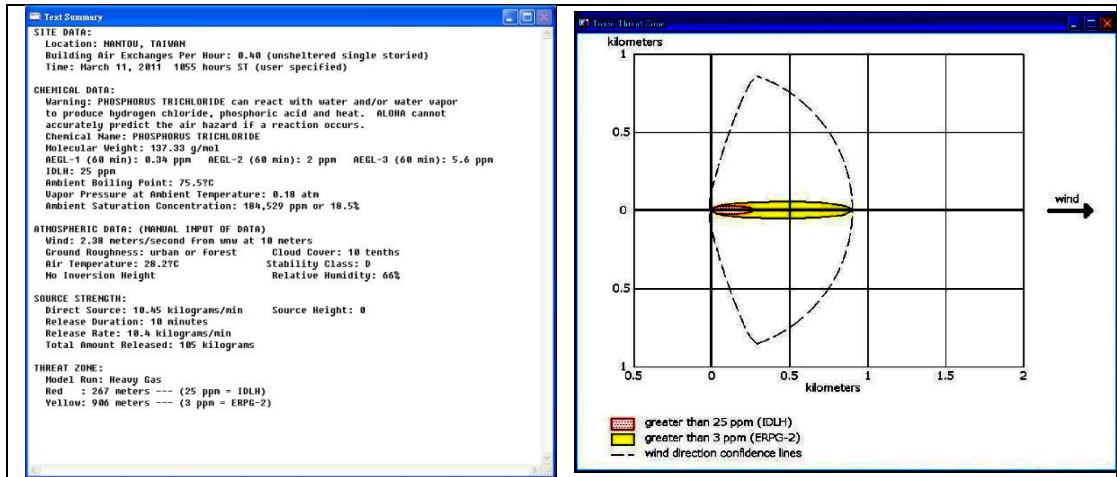 Text Summary
SITE DATA:
Location: NANTOU, TAIWAN
Building Air Exchanges Per Hour: 0.40 (unsheltered single storied)
Time: March 11, 2011 1055 hours ST (user specified)
CHEMICAL DATA:
Warning: PHOSPHORUS TRICHLORIDE can react with water and/or water vapor
to produce hydrogen chloride, phosphoric acid and heat. ALOHA cannot
accurately predict the air hazard if a reaction occurs.
Chemical Name: PHOSPHORUS TRICHLORIDE
Molecular Weight: 137.33 g/mol
AEGL-1 (60 min): 0.34 ppm AEGL-2 (60 min): 2 ppm AEGL-3 (60 min): 5.6 ppm
IDLH: 25 ppm
Ambient Boiling Point: 75.5?C
Vapor Pressure at Ambient Temperature: 0.18 atm
Ambient Saturation Concentration: 184,529 ppm or 18.5%
ATMOSPHERIC DATA: (MANUAL INPUT OF DATA)
Wind: 2.38 meters/second from wnw at 10 meters
Ground Roughness: urban or forest Cloud Cover: 10 tenths
Air Temperature: 28.2?C Stability Class: D
No Inversion Height Relative Humidity: 66%
SOURCE STRENGTH:
Direct Source: 10.45 kilograms/min Source Height: 0
Release Duration: 10 minutes
Release Rate: 10.4 kilograms/min
Total Amount Released: 105 kilograms
THREAT ZONE:
Model Run: Heavy Gas
Red : 267 meters --- (25 ppm = IDLH)
Yellow: 906 meters --- (3 ppm = ERPG-2)
Toxic Threat Zone
kilometers
1
0.5
0
0.5
1
wind
0.5 0 0.5 1 1.5 2
kilometers
greater than 25 ppm (IDLH)
greater than 3 ppm (ERPG-2)
wind direction confidence lines